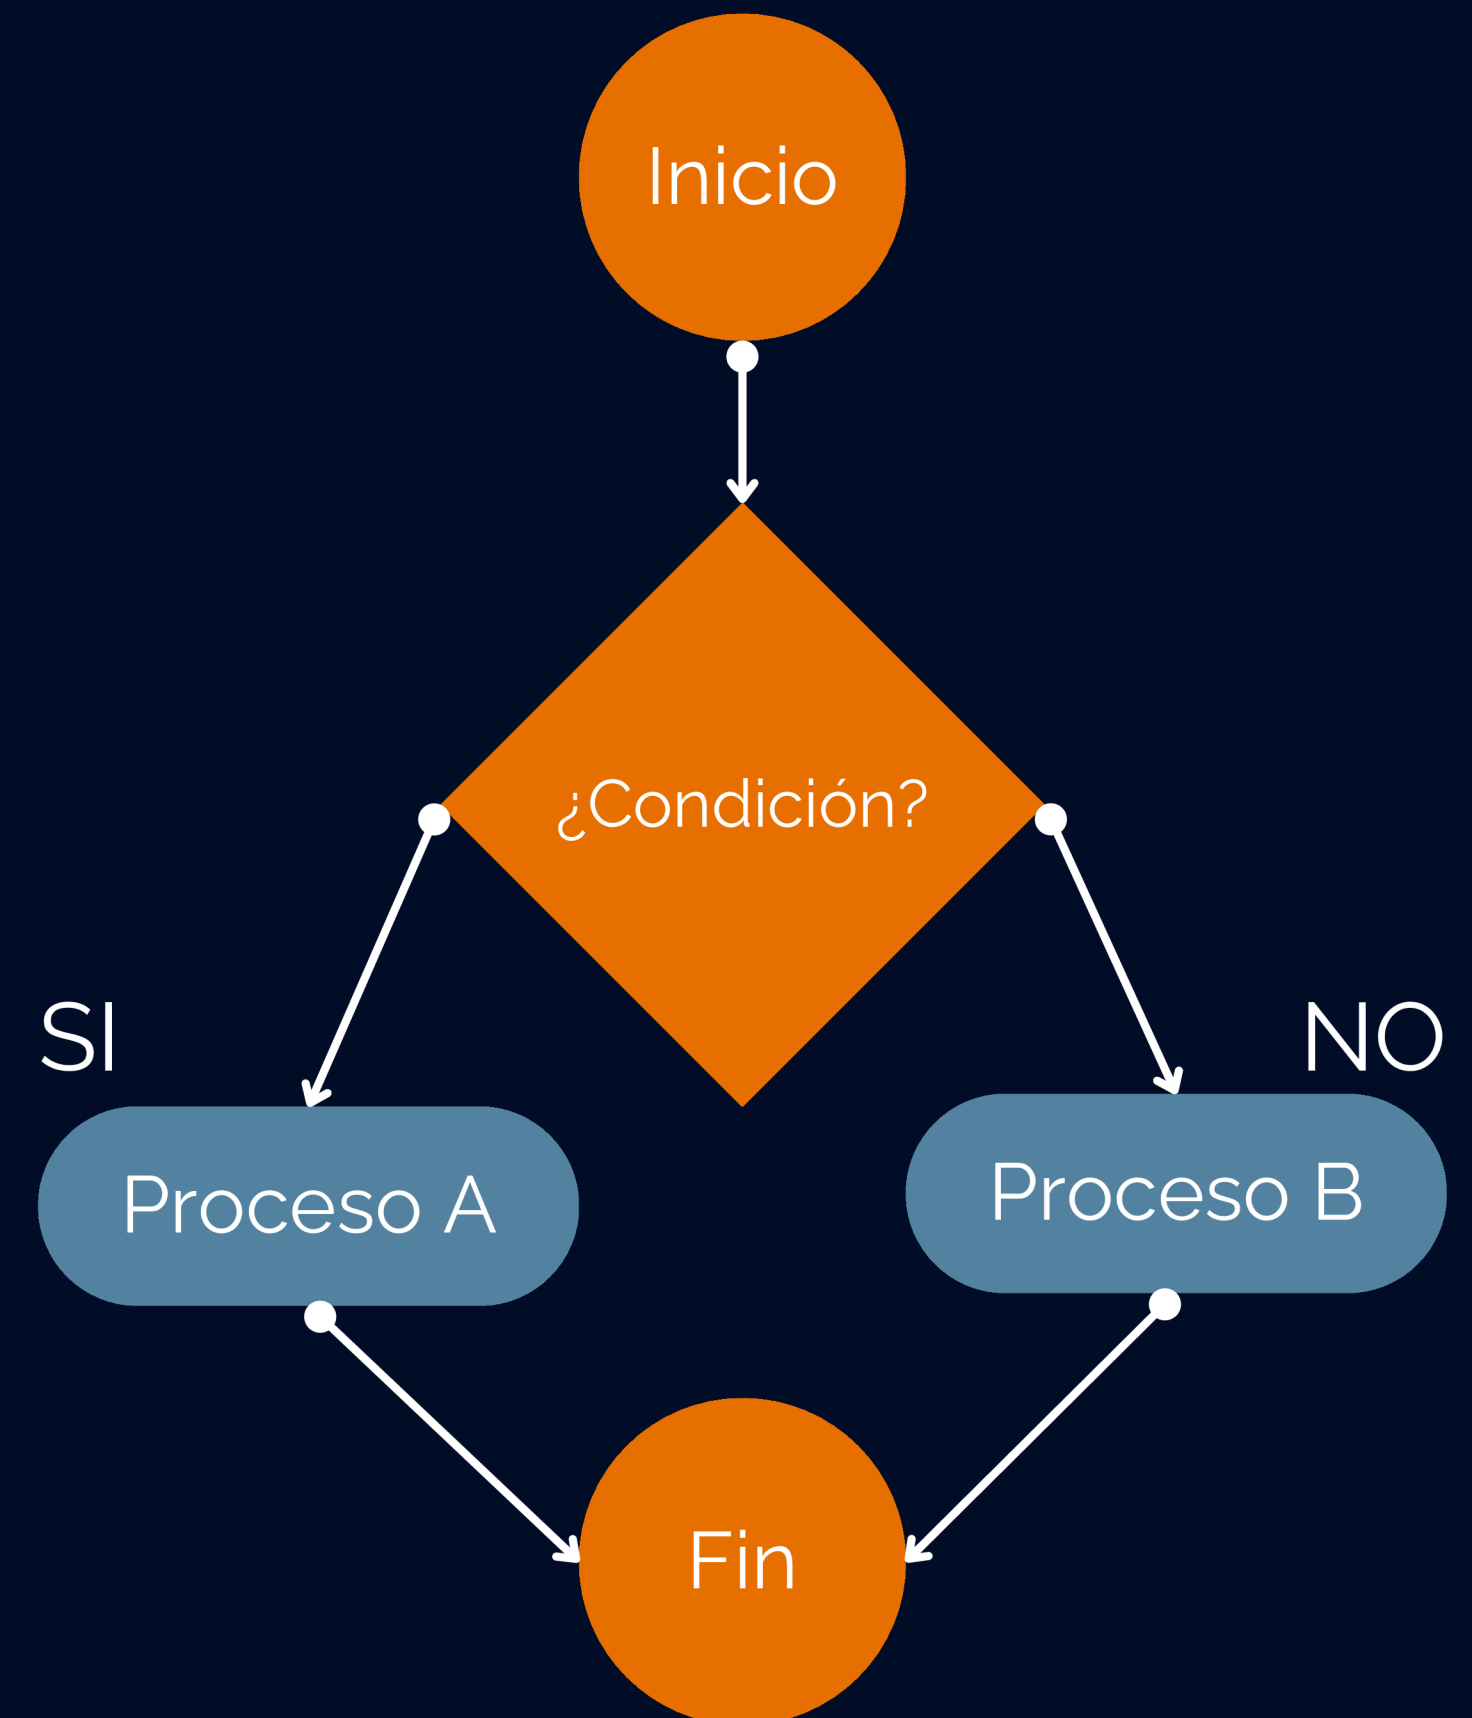 Inicio
¿Condición?
SI
NO
Proceso A
Proceso B
Fin